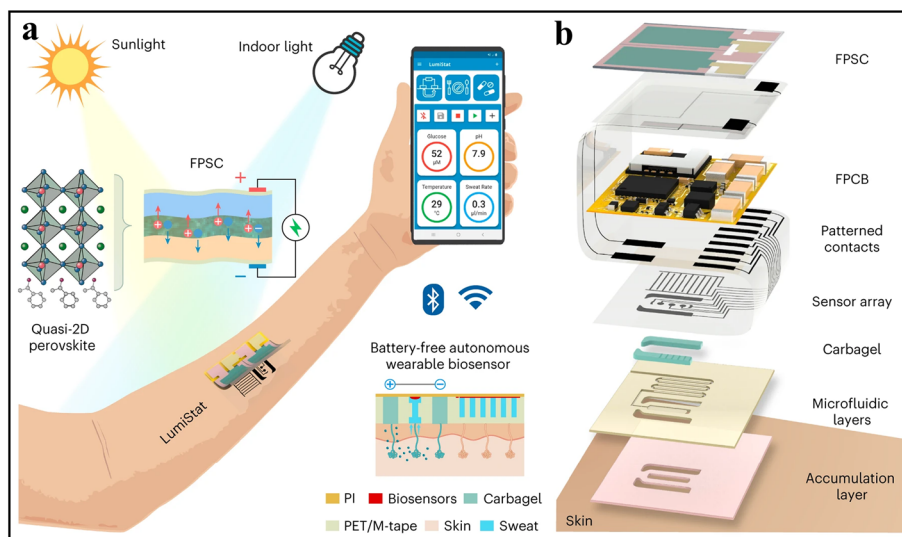 a
Sunlight
Indoor light
FPSC
+
−
Quasi-2D
perovskite
LumiStat
LumiStat
Glucose
52
µM
pH
7.9
Temperature
29
°C
Sweat Rate
0.3
µl/min
Battery-free autonomous
wearable biosensor
+ −
PI Biosensors Carbagel
PET/M-tape Skin Sweat
b
FPSC
FPCB
Patterned
contacts
Sensor array
Carbagel
Microfluidic
layers
Accumulation
layer
Skin